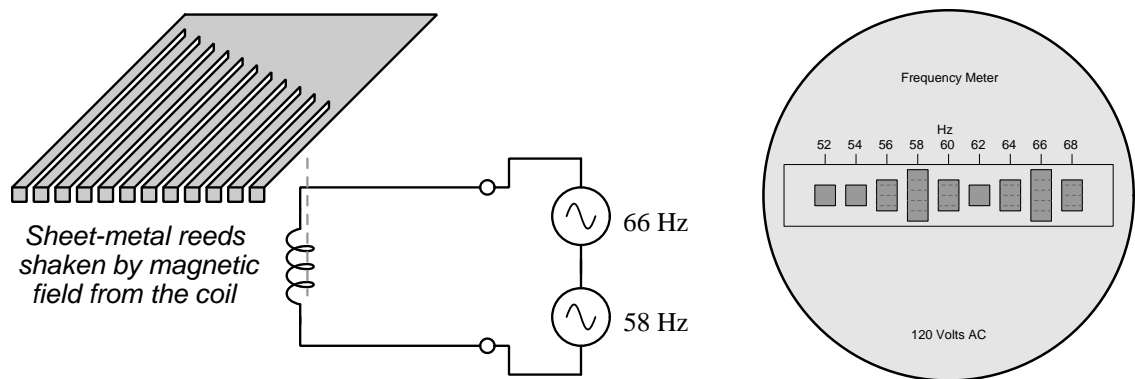 Sheet-metal reeds
shaken by magnetic
field from the coil
66 Hz
58 Hz
Frequency Meter
Hz
52 54 56 58 60 62 64 66 68
120 Volts AC